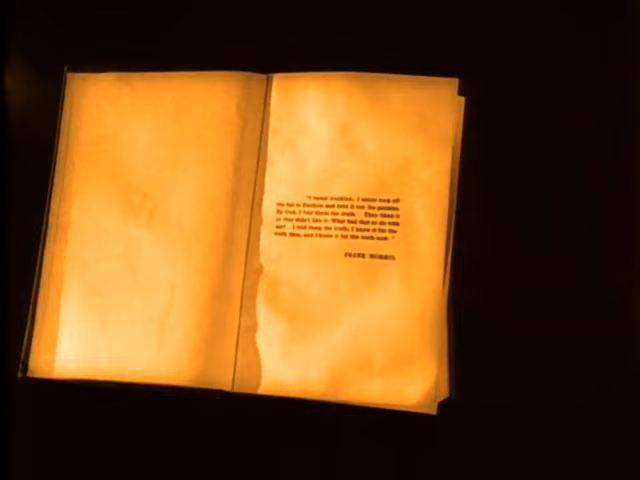 "I never truckled; I never took off
the hat to Fashion and held it out for pennies.
By God, I told them the truth. They liked it
or they didn't like it. What had that to do with
me? I told them the truth; I knew it for the
truth then, and I know it for the truth now."
FRANK NORRIS